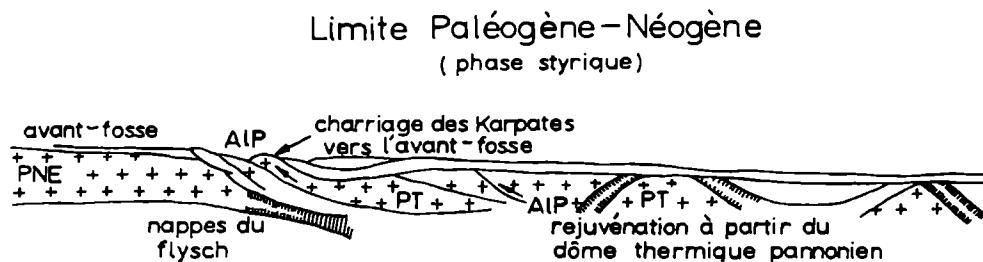 Limite Paléogène-Néogène
(phase styrique)
avant-fosse
AlP
charriage des Karpates
vers l'avant-fosse
PNE
PT
AlP
PT
nappes du
flysch
rejuvénation à partir du
dôme thermique pannonien